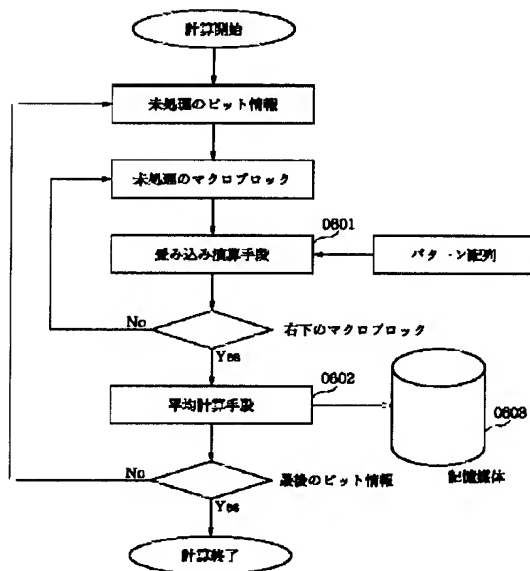 計算開始
未処理のビット情報
未処理のマクロブロック
0601
畳み込み演算手段
パターン配列
No
右下のマクロブロック
Yes
0602
平均計算手段
0603
記憶媒体
No
最後のビット情報
Yes
計算終了